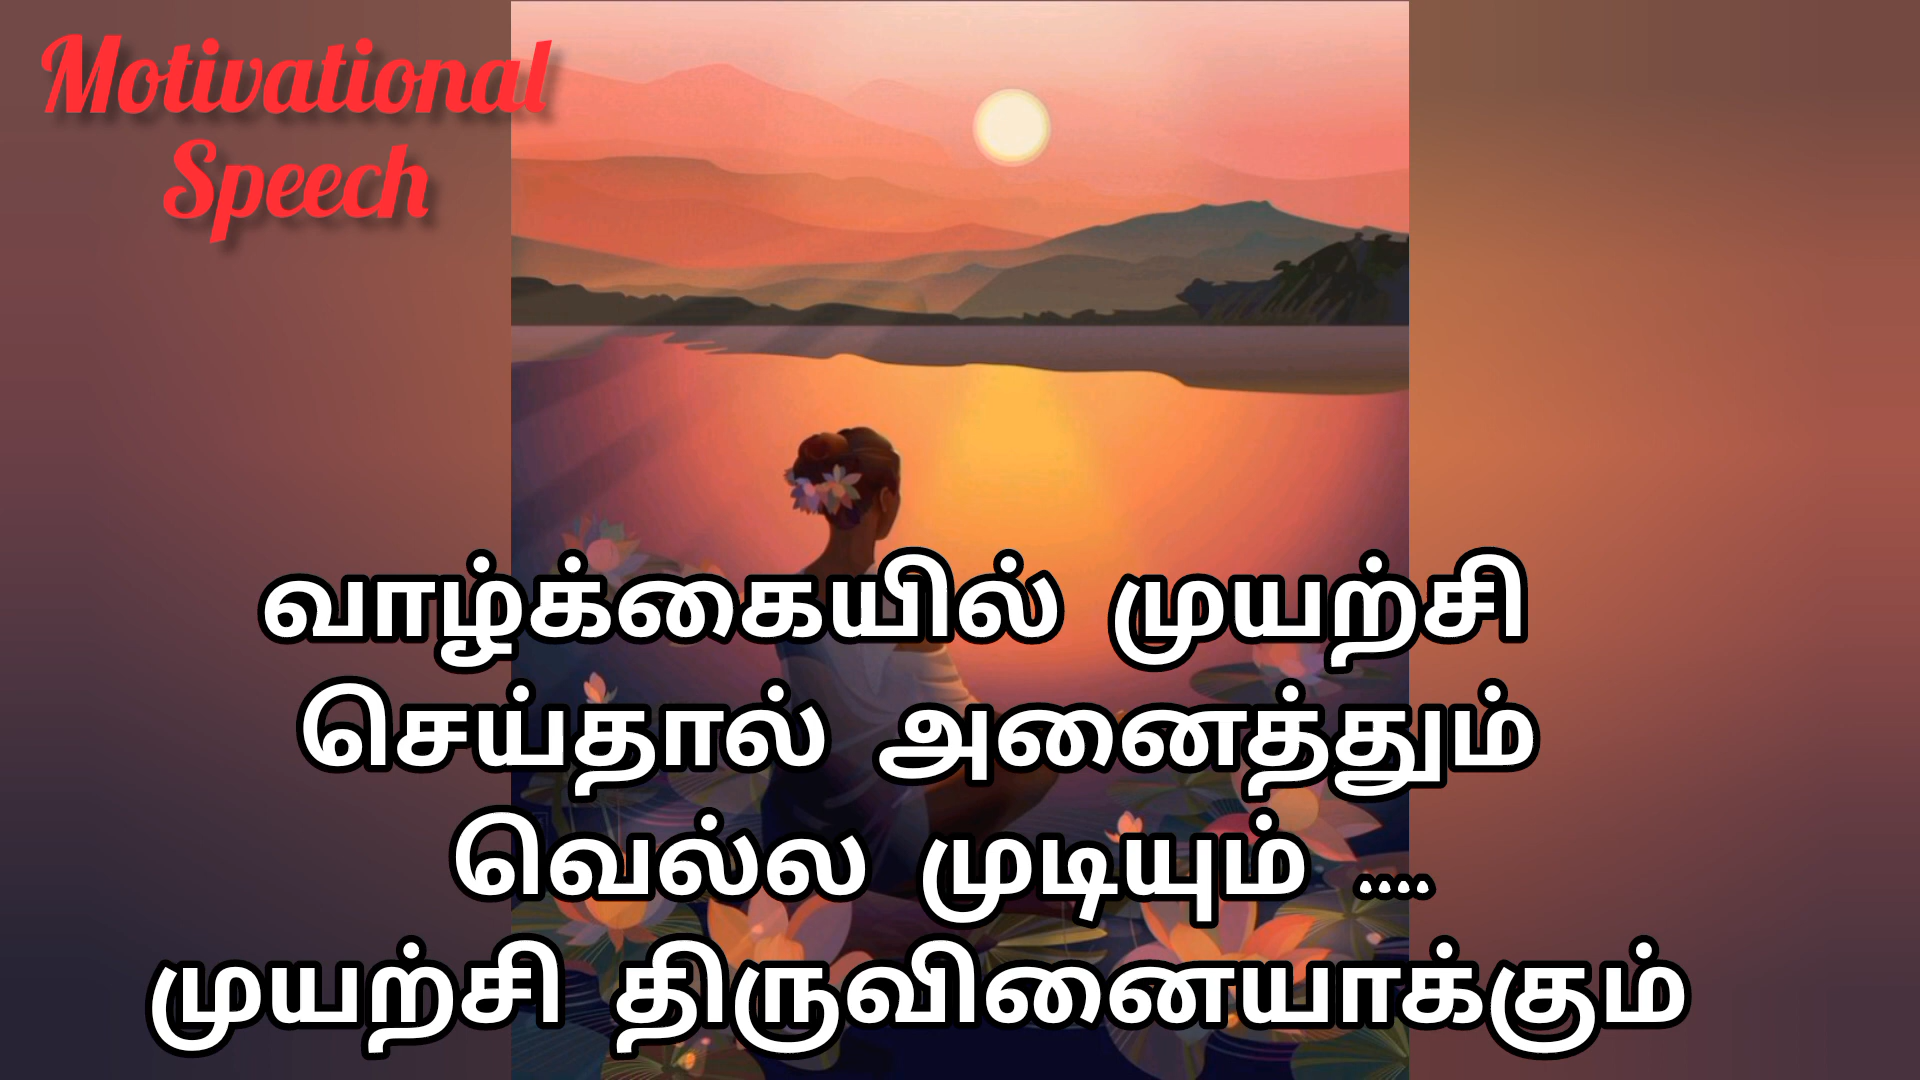 Motivational
Speech
வாழ்க்கையில் முயற்சி
செய்தால் அனைத்தும்
வெல்ல முடியும் ....
முயற்சி திருவினையாக்கும்